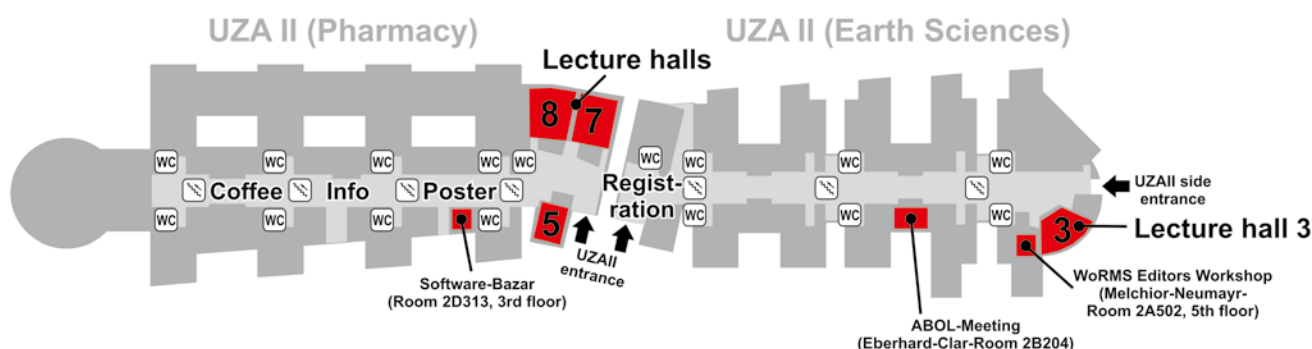 UZA II (Pharmacy)
UZA II (Earth Sciences)
Lecture halls
8
7
WC
WC
WC
WC
WC
WC
WC
WC
WC
Coffee
Info
Poster
Regist-
ration
UZAII side
entrance
WC
WC
WC
WC
WC
WC
WC
5
3
Lecture hall 3
UZAII
entrance
Software-Bazar
(Room 2D313, 3rd floor)
WoRMS Editors Workshop
(Melchior-Neumayr-
Room 2A502, 5th floor)
ABOL-Meeting
(Eberhard-Clar-Room 2B204)